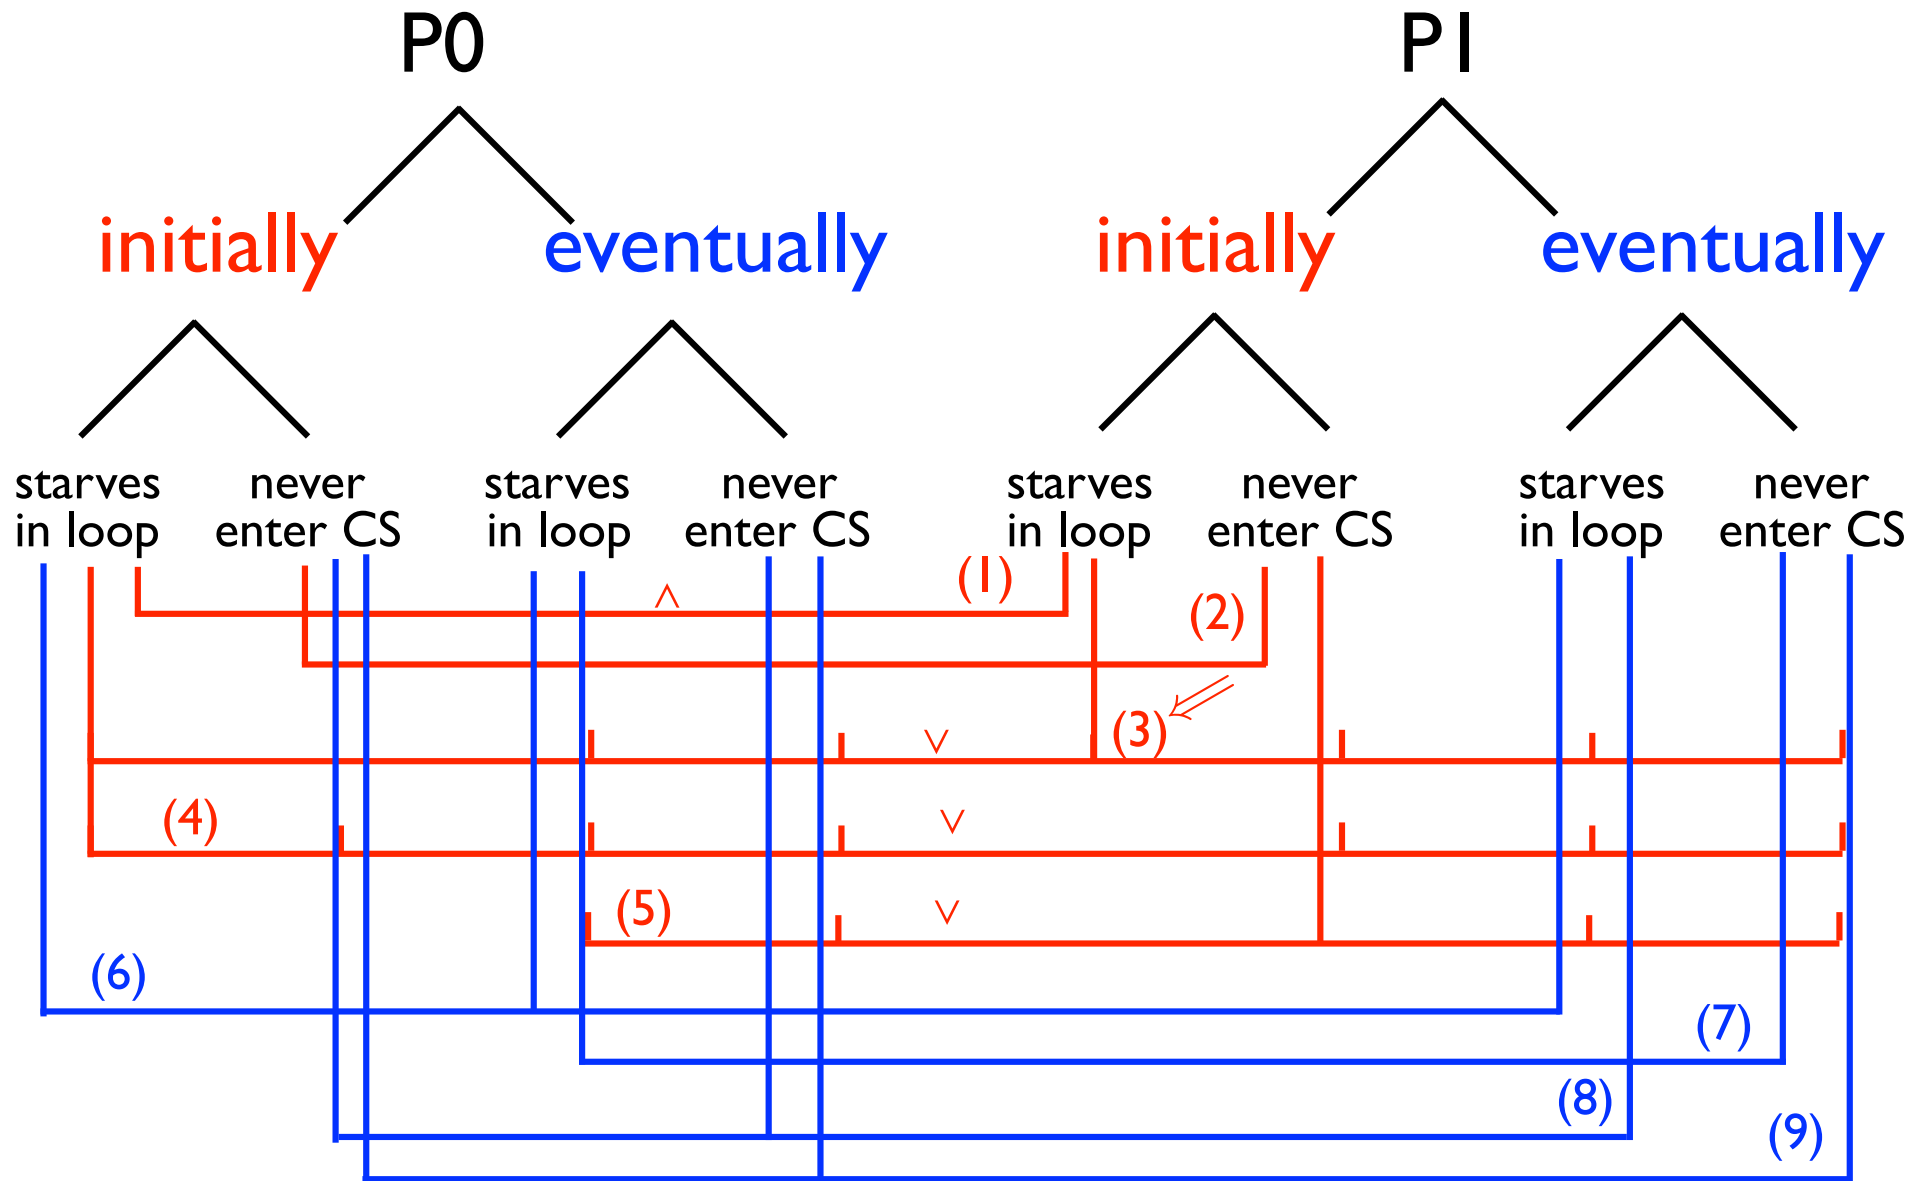 P0 P1
initially eventually initially eventually
starves never starves never starves never starves never
in loop enter CS in loop enter CS in loop enter CS in loop enter CS
∧ (1)
(2)
∨ (3) ⇐
(4) ∨
(5) ∨
(6)
(7)
(8)
(9)